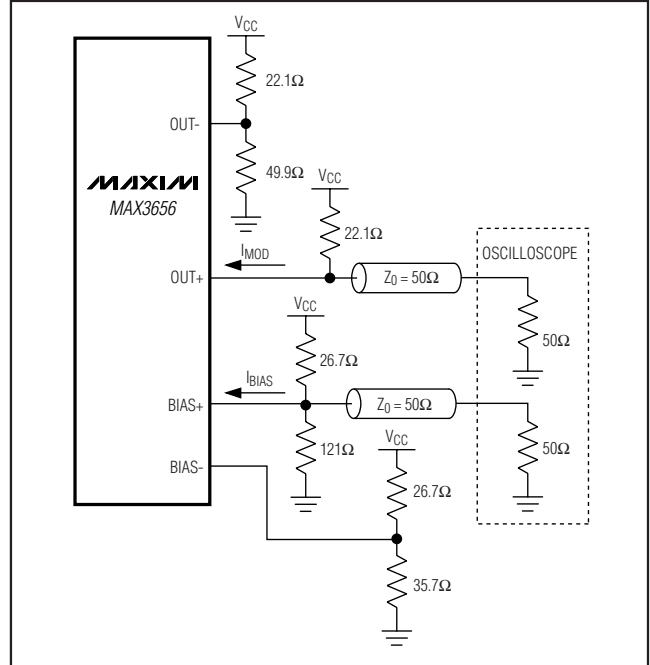 VCC
22.1Ω
OUT-
49.9Ω
MAXIM
MAX3656
VCC
22.1Ω
IMOD
OUT+
Z0 = 50Ω
OSCILLOSCOPE
50Ω
VCC
26.7Ω
IBIAS
BIAS+
Z0 = 50Ω
121Ω
VCC
50Ω
BIAS-
26.7Ω
35.7Ω